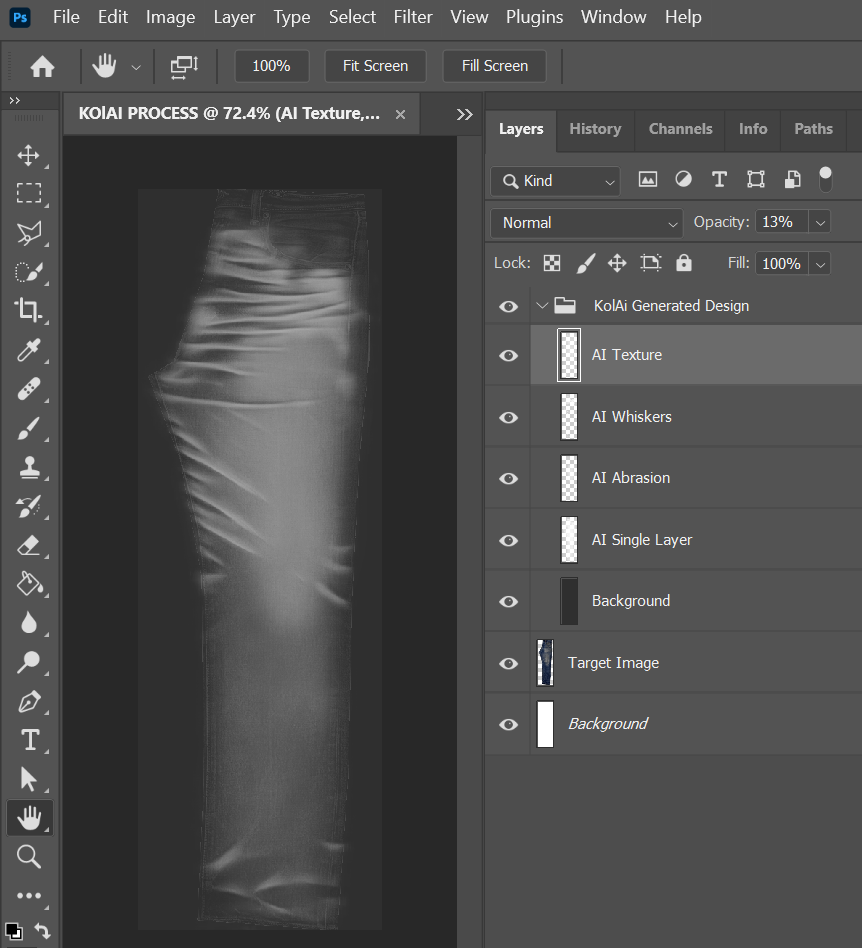 Ps File Edit Image Layer Type Select Filter View Plugins Window Help
100% Fit Screen Fill Screen
KOlAI PROCESS @ 72.4% (AI Texture,... ×
Layers History Channels Info Paths
Kind
Normal Opacity: 13%
Lock: Fill: 100%
KolAi Generated Design
AI Texture
AI Whiskers
AI Abrasion
AI Single Layer
Background
Target Image
Background